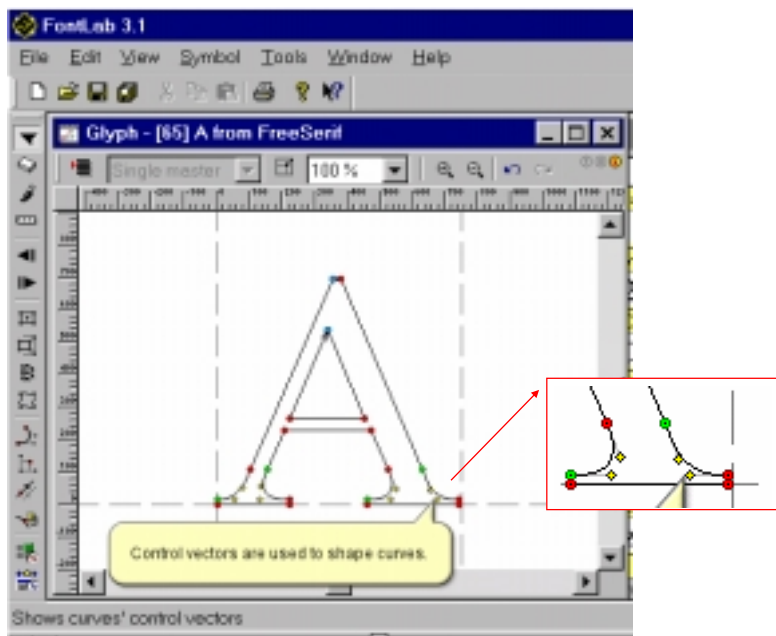 FontLab 3.1
File Edit View Symbol Tools Window Help
Glyph - [65] A from FreeSerif
Single master 100 %
Control vectors are used to shape curves.
Shows curves' control vectors